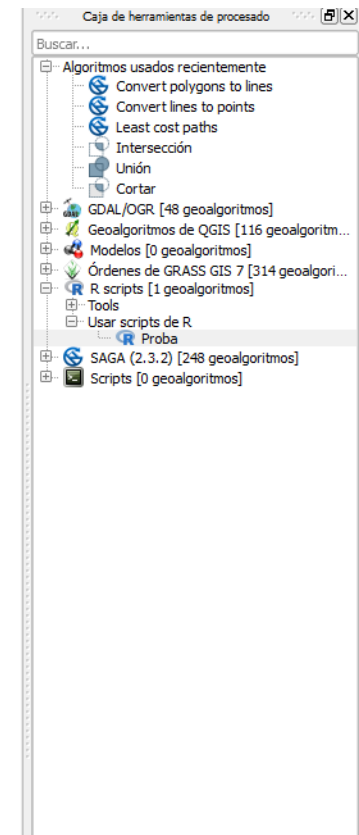 Caja de herramientas de procesado
Buscar...
Algoritmos usados recientemente
Convert polygons to lines
Convert lines to points
Least cost paths
Intersección
Unión
Cortar
GDAL/OGR [48 geoalgoritmos]
Geoalgoritmos de QGIS [116 geoalgoritm...
Modelos [0 geoalgoritmos]
Órdenes de GRASS GIS 7 [314 geoalgori...
R scripts [1 geoalgoritmos]
Tools
Usar scripts de R
Proba
SAGA (2.3.2) [248 geoalgoritmos]
Scripts [0 geoalgoritmos]